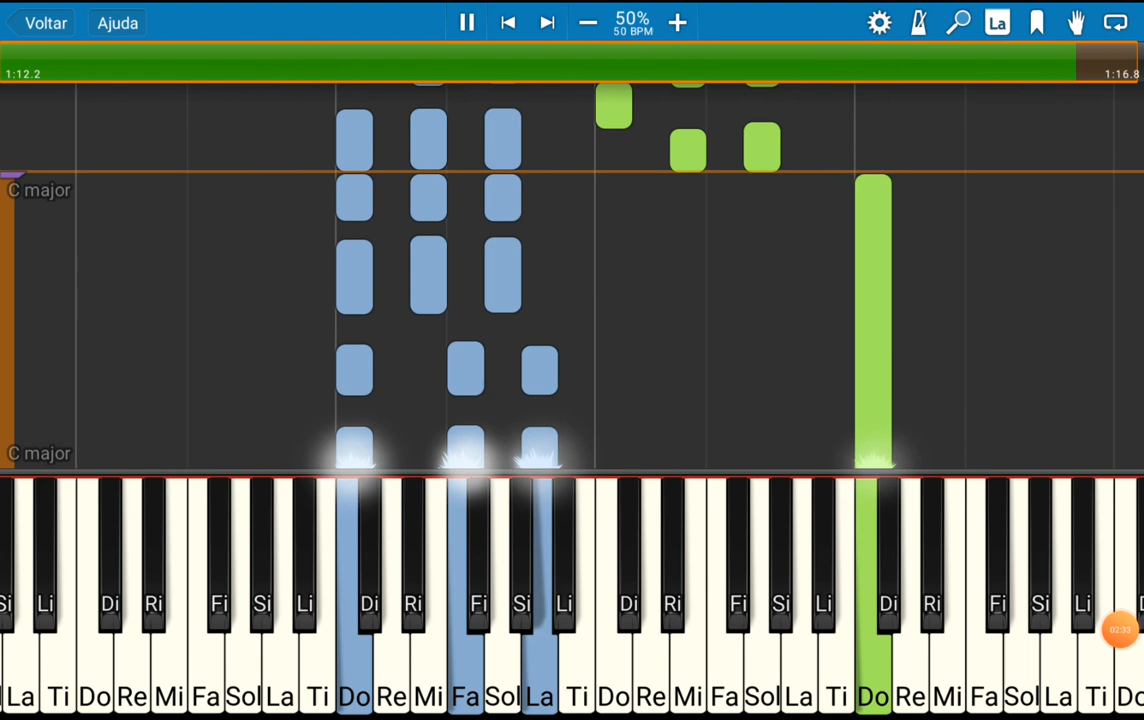 Voltar Ajuda 50% La
50 BPM
1:12.2 1:16.8
C major
C major
Si Li Di Ri Fi Si Li Di Ri Fi Si Li Di Ri Fi Si Li Di Ri Fi Si Li
02:33
La Ti Do Re Mi Fa Sol La Ti Do Re Mi Fa Sol La Ti Do Re Mi Fa Sol La Ti Do Re Mi Fa Sol La Ti Do